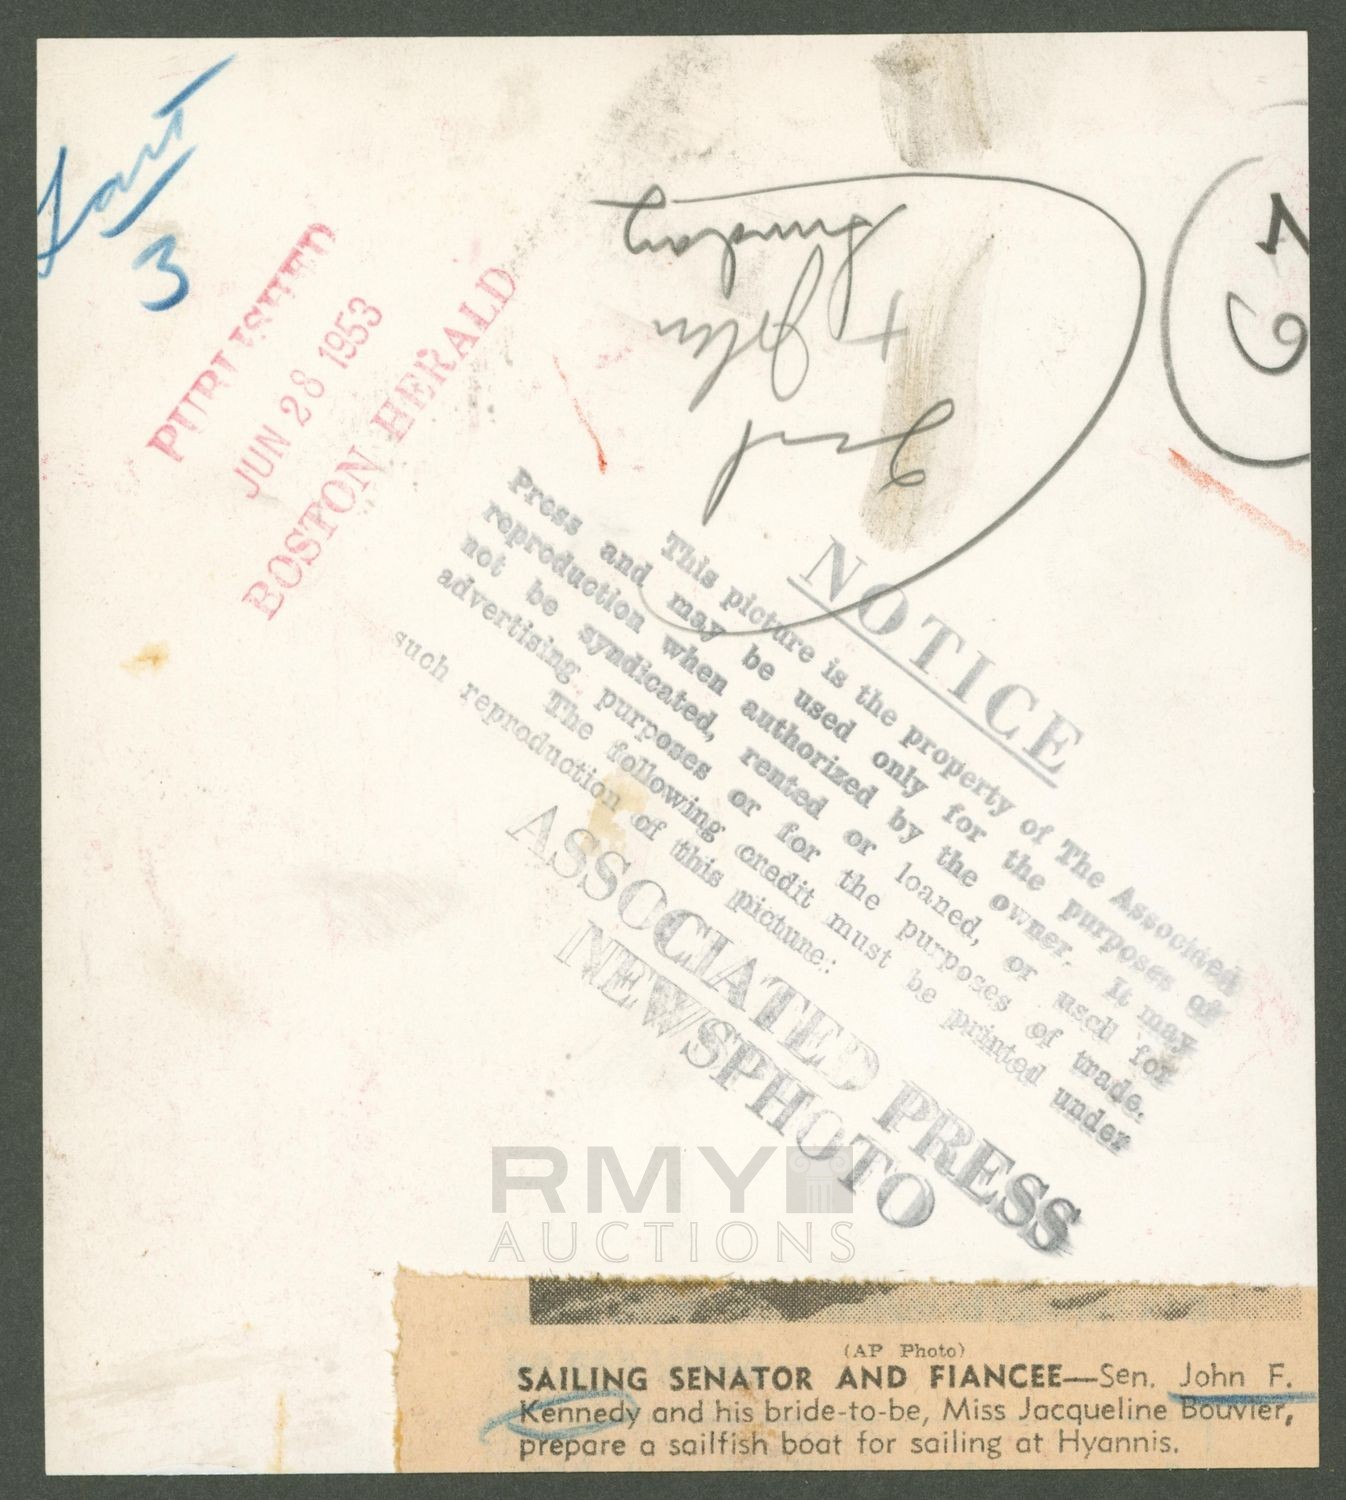 3
PUBLISHED
JUN 28 1953
BOSTON HERALD
Sunday
+ John
NOTICE
This picture is the property of The Associated
Press and may be used only for the purposes of
reproduction when authorized by the owner. It may
not be syndicated, rented or loaned, or used for
advertising purposes or for the purposes of trade.
The following credit must be printed under
such reproduction of this picture:
ASSOCIATED PRESS
NEWSPHOTO
RMY
AUCTIONS
(AP Photo)
SAILING SENATOR AND FIANCEE—Sen. John F.
Kennedy and his bride-to-be, Miss Jacqueline Bouvier,
prepare a sailfish boat for sailing at Hyannis.